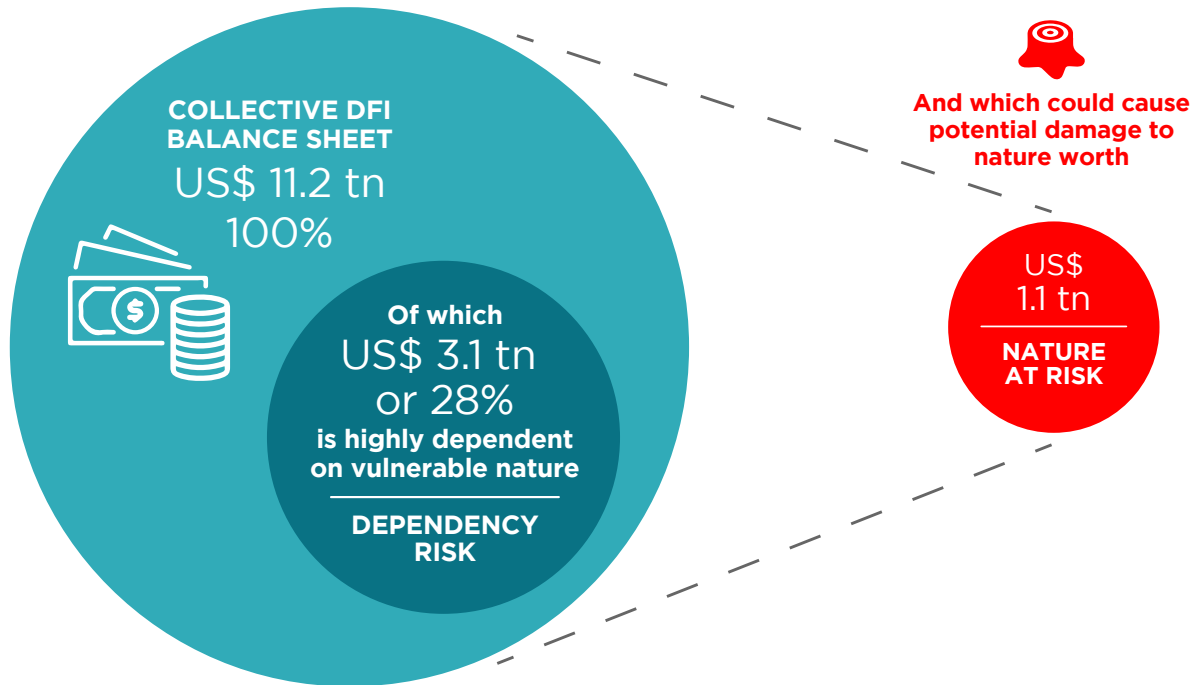 COLLECTIVE DFI
BALANCE SHEET
US$ 11.2 tn
100%
$
Of which
US$ 3.1 tn
or 28%
is highly dependent
on vulnerable nature
DEPENDENCY
RISK
And which could cause
potential damage to
nature worth
US$
1.1 tn
NATURE
AT RISK